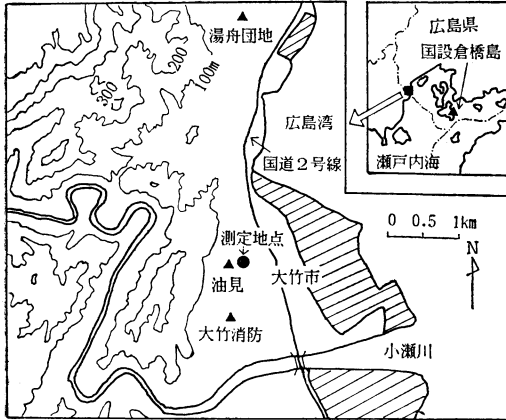 湯舟団地
200
100m
300
広島湾
国道2号線
測定地点
油見
大竹市
大竹消防
小瀬川
0 0.5 1km
N
広島県
国設倉橋島
瀬戸内海